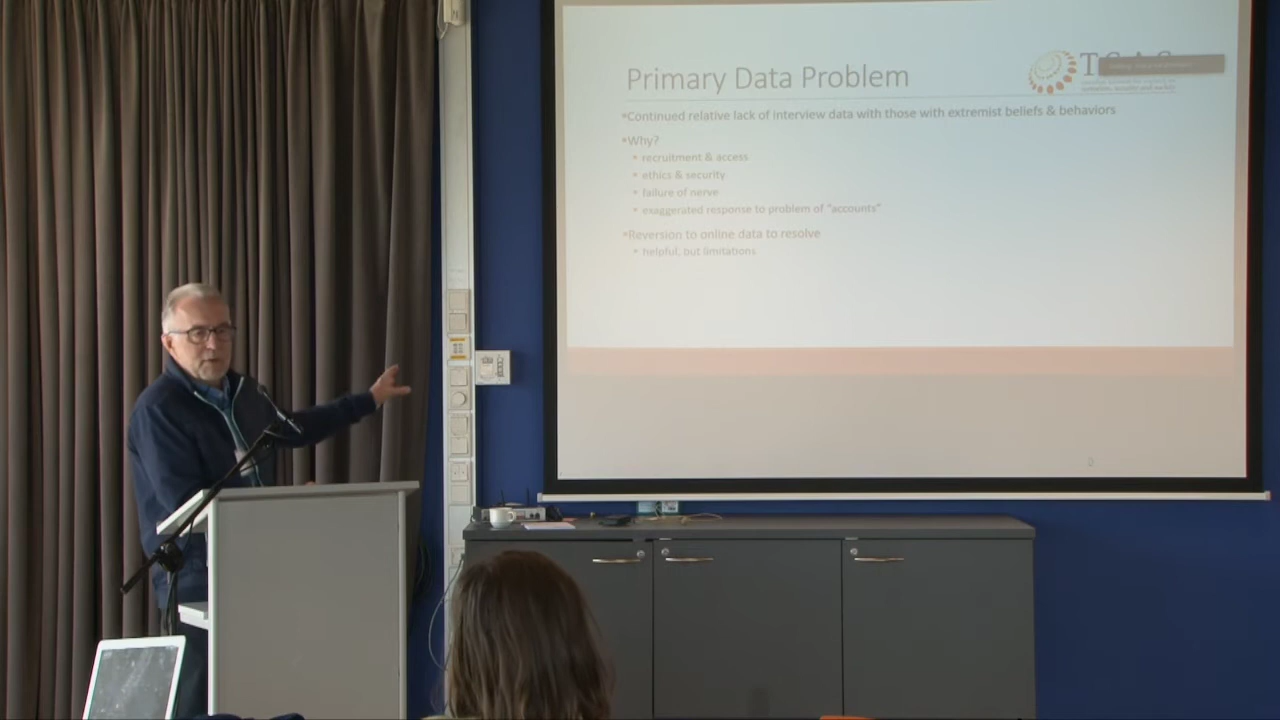 Primary Data Problem
▪Continued relative lack of interview data with those with extremist beliefs & behaviors
▪Why?
▪ recruitment & access
▪ ethics & security
▪ failure of nerve
▪ exaggerated response to problem of "accounts"
▪Reversion to online data to resolve
▪ helpful, but limitations
2